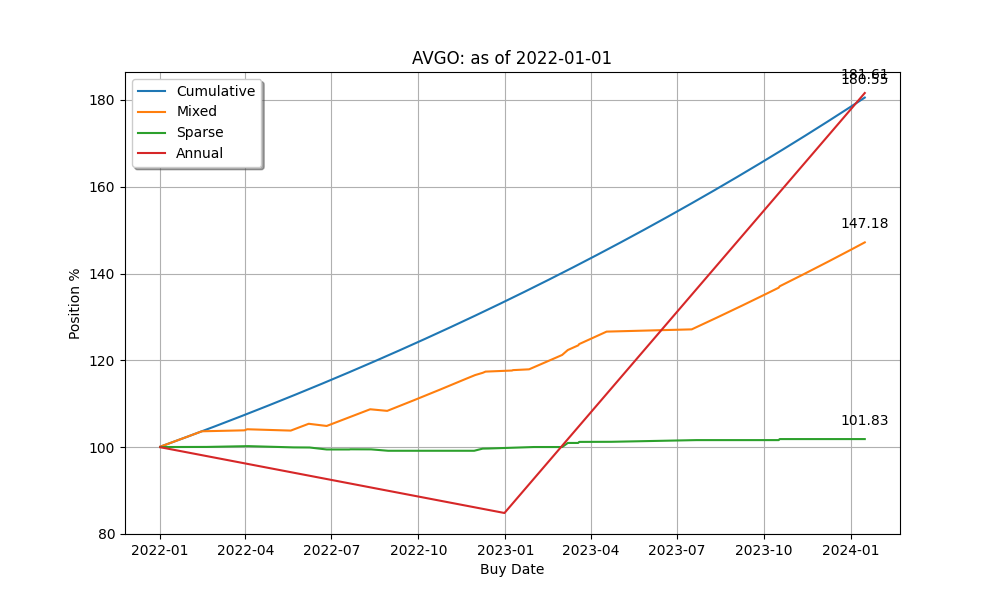 AVGO: as of 2022-01-01
Cumulative
Mixed
Sparse
Annual
181.61
180.55
147.18
101.83
180
160
140
120
100
80
Position %
2022-01 2022-04 2022-07 2022-10 2023-01 2023-04 2023-07 2023-10 2024-01
Buy Date